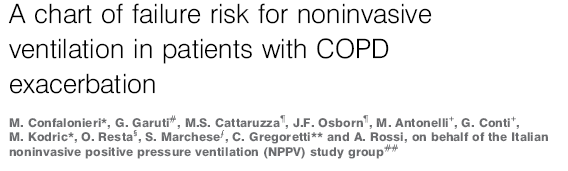 A chart of failure risk for noninvasive
ventilation in patients with COPD
exacerbation
M. Confalonieri*, G. Garuti#, M.S. Cattaruzza¶, J.F. Osborn¶, M. Antonelli+, G. Conti+,
M. Kodric*, O. Resta§, S. Marchese/, C. Gregoretti** and A. Rossi, on behalf of the Italian
noninvasive positive pressure ventilation (NPPV) study group##